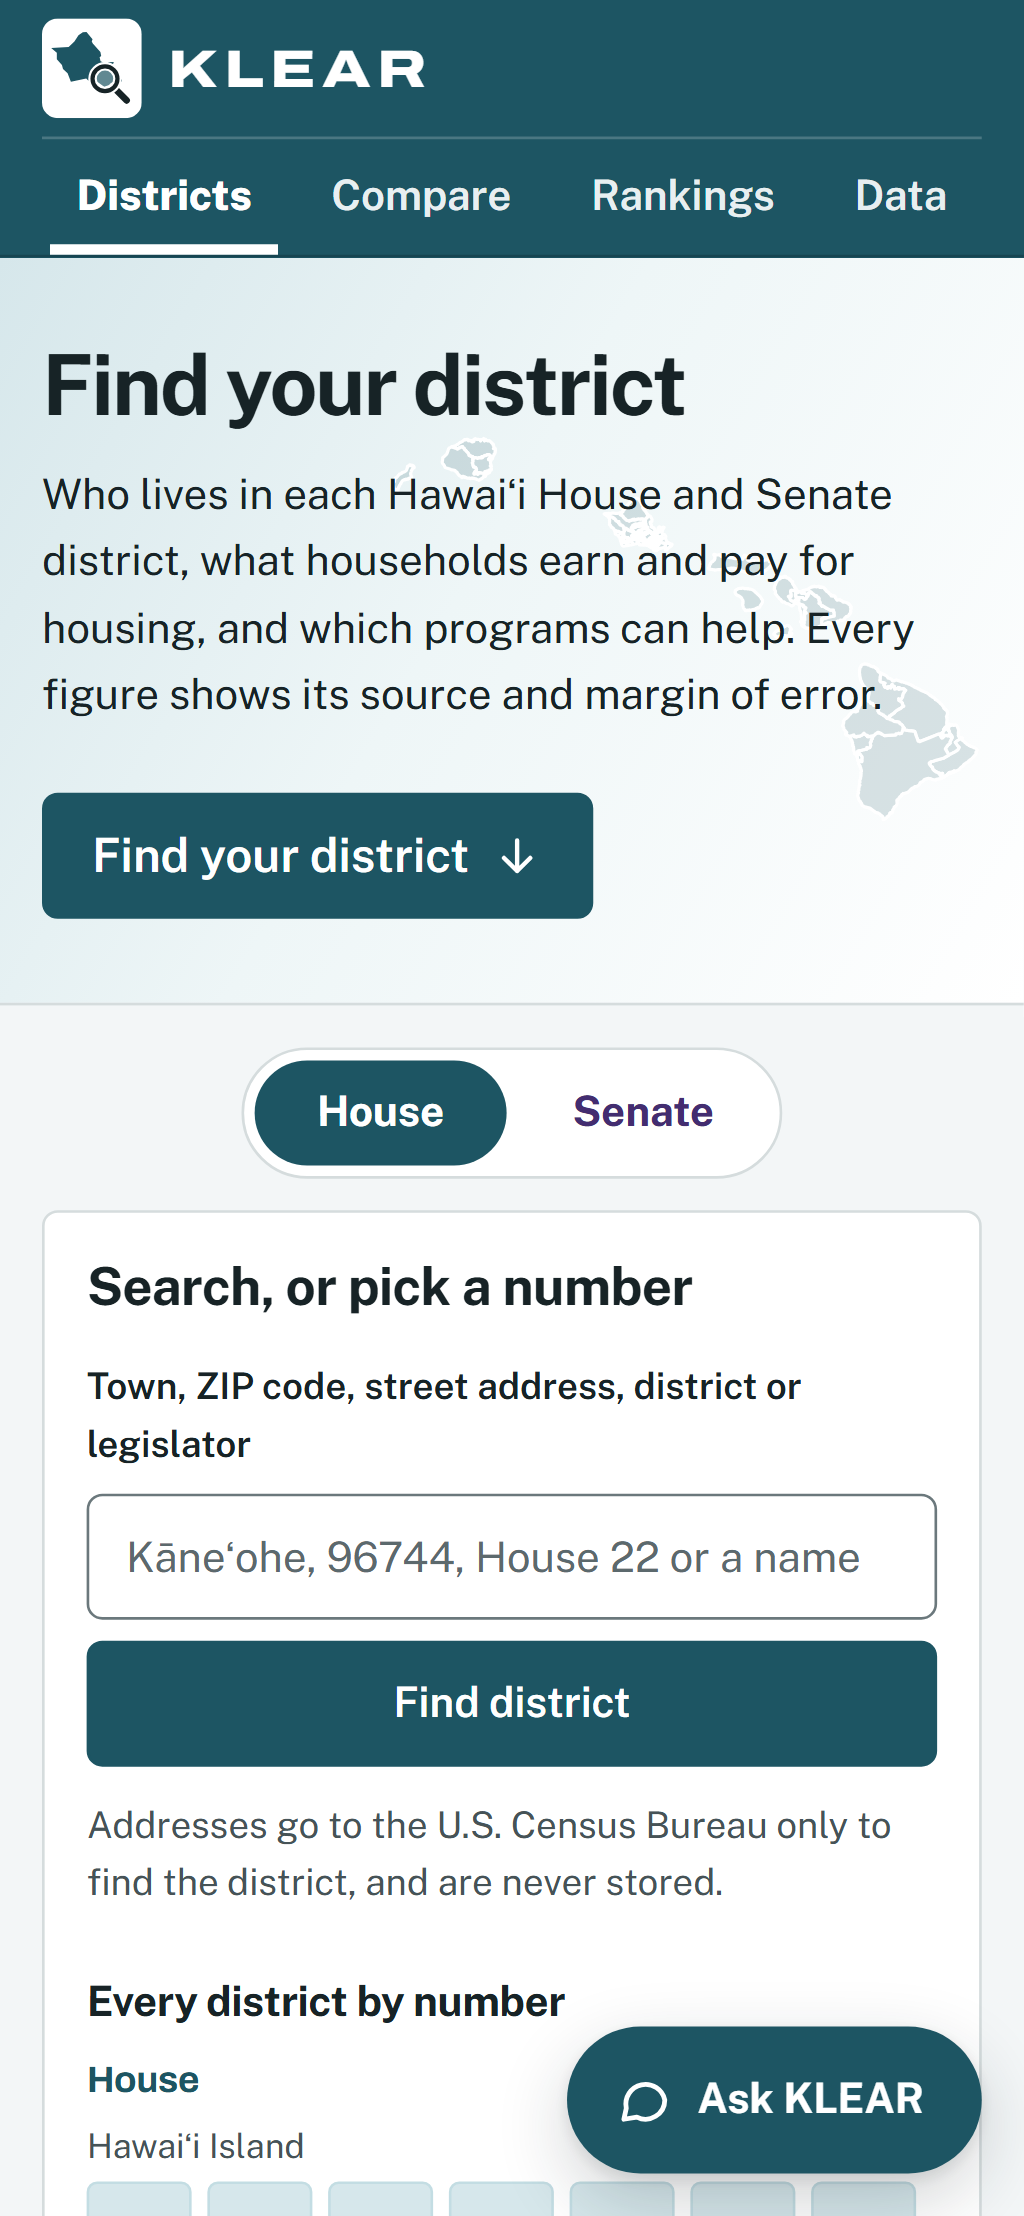 KLEAR
Districts
Compare
Rankings
Data
Find your district
Who lives in each Hawaiʻi House and Senate
district, what households earn and pay for
housing, and which programs can help. Every
figure shows its source and margin of error.
Find your district ↓
House
Senate
Search, or pick a number
Town, ZIP code, street address, district or
legislator
Kāneʻohe, 96744, House 22 or a name
Find district
Addresses go to the U.S. Census Bureau only to
find the district, and are never stored.
Every district by number
House
Hawaiʻi Island
Ask KLEAR